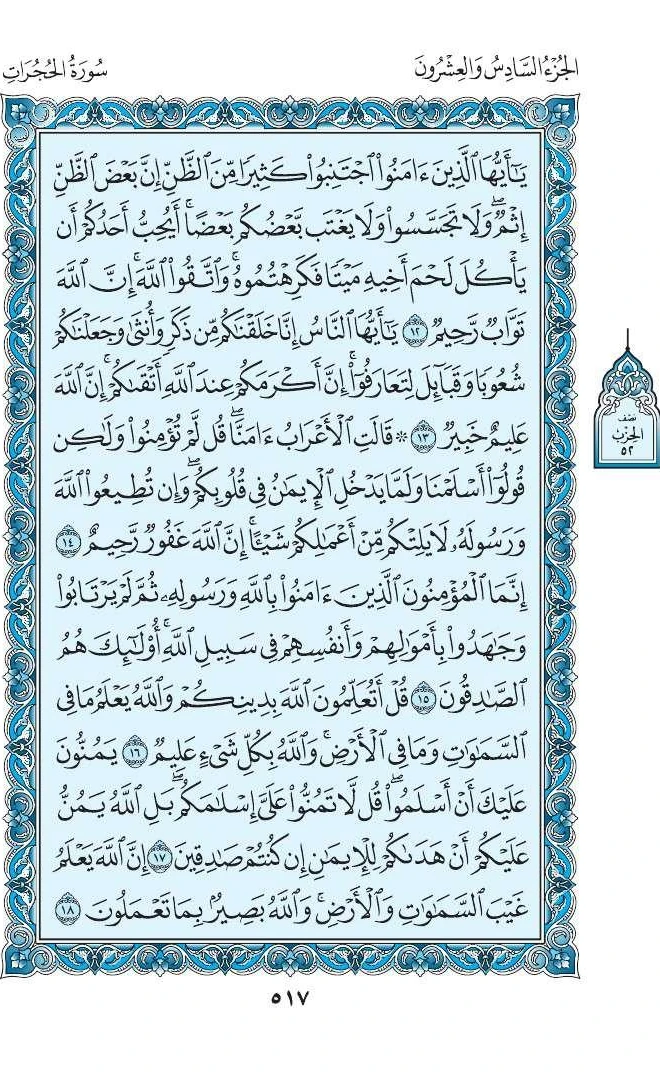 الجُزْءُ السَّادِسُ وَالعِشْرُونَ
سُورَةُ الحُجُرَاتِ
يَٰٓأَيُّهَا ٱلَّذِينَ ءَامَنُوا۟ ٱجْتَنِبُوا۟ كَثِيرًا مِّنَ ٱلظَّنِّ إِنَّ بَعْضَ ٱلظَّنِّ
إِثْمٌ ۖ وَلَا تَجَسَّسُوا۟ وَلَا يَغْتَب بَّعْضُكُم بَعْضًا ۚ أَيُحِبُّ أَحَدُكُمْ أَن
يَأْكُلَ لَحْمَ أَخِيهِ مَيْتًا فَكَرِهْتُمُوهُ ۚ وَٱتَّقُوا۟ ٱللَّهَ ۚ إِنَّ ٱللَّهَ
تَوَّابٌ رَّحِيمٌ ١٢ يَٰٓأَيُّهَا ٱلنَّاسُ إِنَّا خَلَقْنَٰكُم مِّن ذَكَرٍ وَأُنثَىٰ وَجَعَلْنَٰكُمْ
شُعُوبًا وَقَبَآئِلَ لِتَعَارَفُوٓا۟ ۚ إِنَّ أَكْرَمَكُمْ عِندَ ٱللَّهِ أَتْقَىٰكُمْ ۚ إِنَّ ٱللَّهَ
عَلِيمٌ خَبِيرٌ ١٣ ۞ قَالَتِ ٱلْأَعْرَابُ ءَامَنَّا ۖ قُل لَّمْ تُؤْمِنُوا۟ وَلَٰكِن
قُولُوٓا۟ أَسْلَمْنَا وَلَمَّا يَدْخُلِ ٱلْإِيمَٰنُ فِى قُلُوبِكُمْ ۖ وَإِن تُطِيعُوا۟ ٱللَّهَ
وَرَسُولَهُۥ لَا يَلِتْكُم مِّنْ أَعْمَٰلِكُمْ شَيْـًٔا ۚ إِنَّ ٱللَّهَ غَفُورٌ رَّحِيمٌ ١٤
إِنَّمَا ٱلْمُؤْمِنُونَ ٱلَّذِينَ ءَامَنُوا۟ بِٱللَّهِ وَرَسُولِهِۦ ثُمَّ لَمْ يَرْتَابُوا۟
وَجَٰهَدُوا۟ بِأَمْوَٰلِهِمْ وَأَنفُسِهِمْ فِى سَبِيلِ ٱللَّهِ ۚ أُو۟لَٰٓئِكَ هُمُ
ٱلصَّٰدِقُونَ ١٥ قُلْ أَتُعَلِّمُونَ ٱللَّهَ بِدِينِكُمْ وَٱللَّهُ يَعْلَمُ مَا فِى
ٱلسَّمَٰوَٰتِ وَمَا فِى ٱلْأَرْضِ ۚ وَٱللَّهُ بِكُلِّ شَىْءٍ عَلِيمٌ ١٦ يَمُنُّونَ
عَلَيْكَ أَنْ أَسْلَمُوا۟ ۖ قُل لَّا تَمُنُّوا۟ عَلَىَّ إِسْلَٰمَكُم ۖ بَلِ ٱللَّهُ يَمُنُّ
عَلَيْكُمْ أَنْ هَدَىٰكُمْ لِلْإِيمَٰنِ إِن كُنتُمْ صَٰدِقِينَ ١٧ إِنَّ ٱللَّهَ يَعْلَمُ
غَيْبَ ٱلسَّمَٰوَٰتِ وَٱلْأَرْضِ ۚ وَٱللَّهُ بَصِيرٌۢ بِمَا تَعْمَلُونَ ١٨
نصف
الحِزْبُ
٥٢
٥١٧